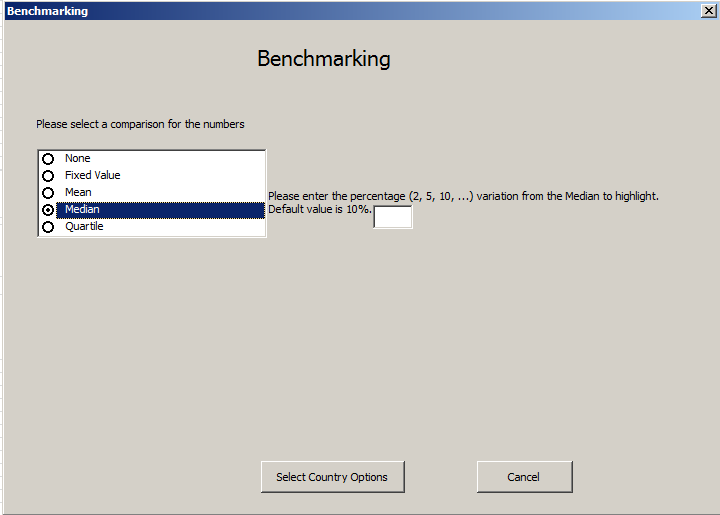 Benchmarking
Benchmarking
Please select a comparison for the numbers
None
Fixed Value
Mean
Median
Quartile
Please enter the percentage (2, 5, 10, ...) variation from the Median to highlight.
Default value is 10%.
Select Country Options
Cancel